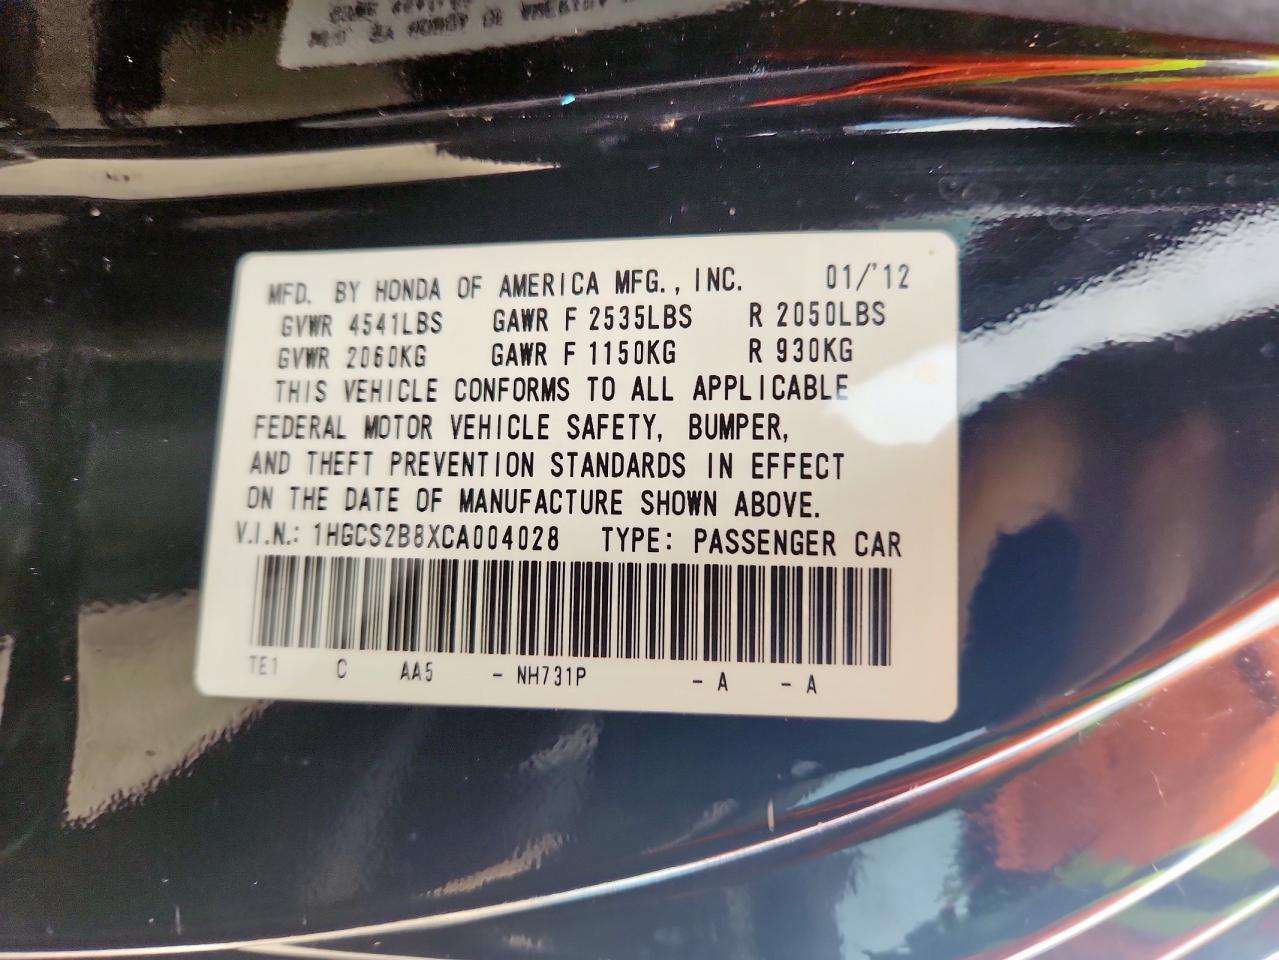 MFD. BY HONDA OF AMERICA MFG., INC. 01/'12
GVWR 4541LBS GAWR F 2535LBS R 2050LBS
GVWR 2060KG GAWR F 1150KG R 930KG
THIS VEHICLE CONFORMS TO ALL APPLICABLE
FEDERAL MOTOR VEHICLE SAFETY, BUMPER,
AND THEFT PREVENTION STANDARDS IN EFFECT
ON THE DATE OF MANUFACTURE SHOWN ABOVE.
V.I.N.: 1HGCS2B8XCA004028 TYPE: PASSENGER CAR
TE1 C AA5 - NH731P - A - A